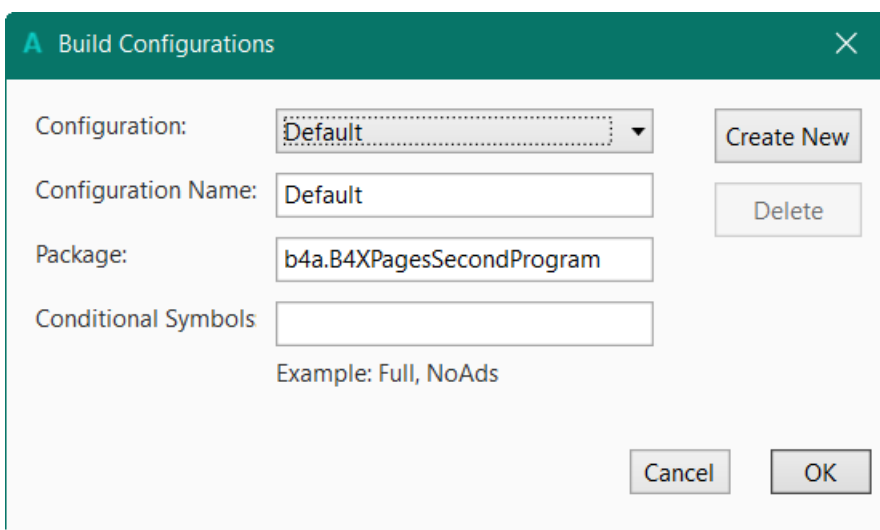 A Build Configurations
Configuration: Default Create New
Configuration Name: Default Delete
Package: b4a.B4XPagesSecondProgram
Conditional Symbols
Example: Full, NoAds
Cancel OK